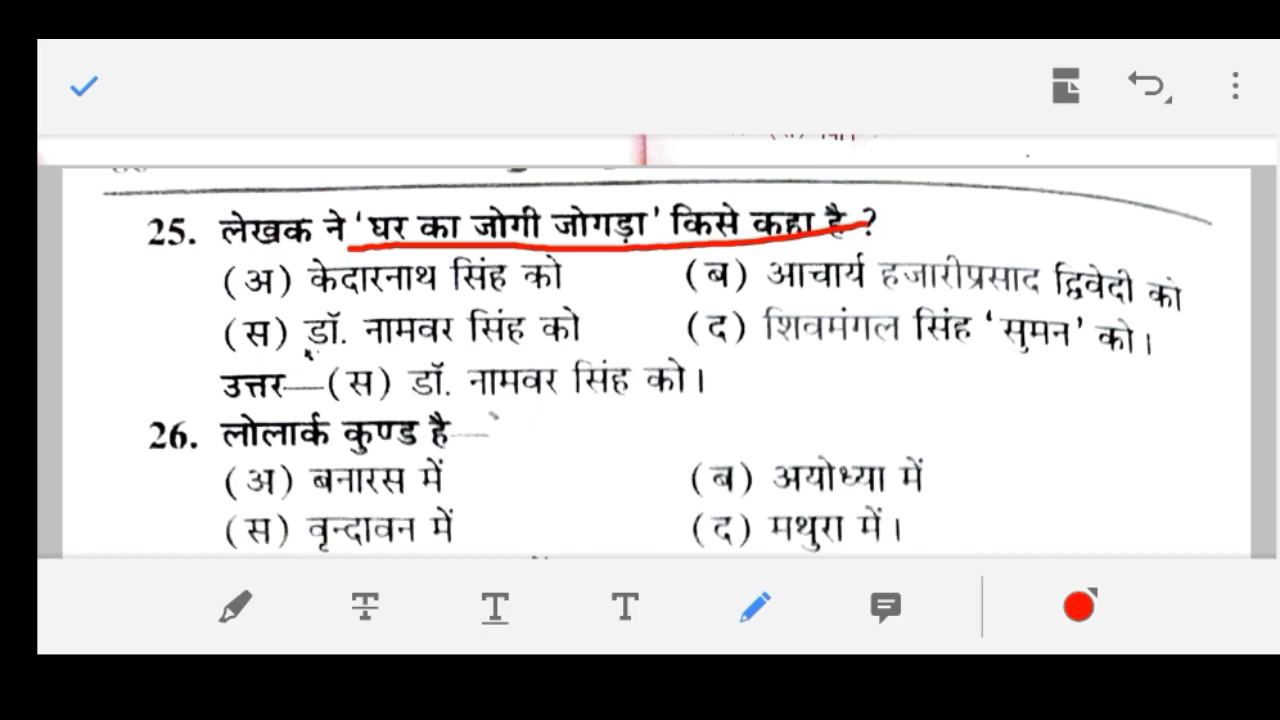 25. लेखक ने 'घर का जोगी जोगड़ा' किसे कहा है ?
(अ) केदारनाथ सिंह को (ब) आचार्य हजारीप्रसाद द्विवेदी को
(स) डॉ. नामवर सिंह को (द) शिवमंगल सिंह 'सुमन' को।
उत्तर—(स) डॉ. नामवर सिंह को।
26. लोलार्क कुण्ड है—
(अ) बनारस में (ब) अयोध्या में
(स) वृन्दावन में (द) मथुरा में।
T T T